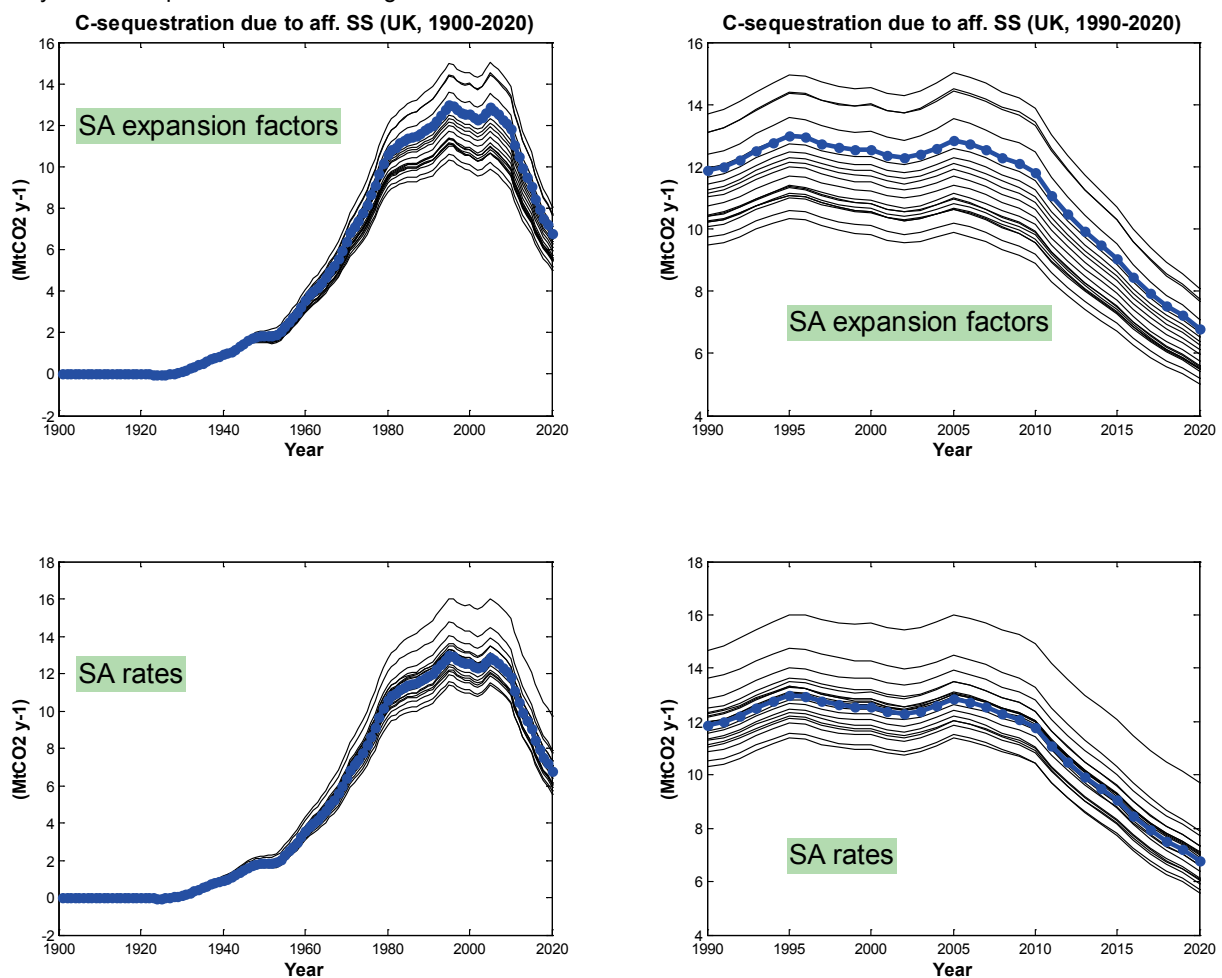 C-sequestration due to aff. SS (UK, 1900-2020)
C-sequestration due to aff. SS (UK, 1990-2020)
16
14
12
10
8
6
4
2
0
-2
(MtCO2 y-1)
SA expansion factors
1900 1920 1940 1960 1980 2000 2020
Year
16
14
12
10
8
6
4
(MtCO2 y-1)
SA expansion factors
1990 1995 2000 2005 2010 2015 2020
Year
18
16
14
12
10
8
6
4
2
0
-2
(MtCO2 y-1)
SA rates
1900 1920 1940 1960 1980 2000 2020
Year
18
16
14
12
10
8
6
4
(MtCO2 y-1)
SA rates
1990 1995 2000 2005 2010 2015 2020
Year